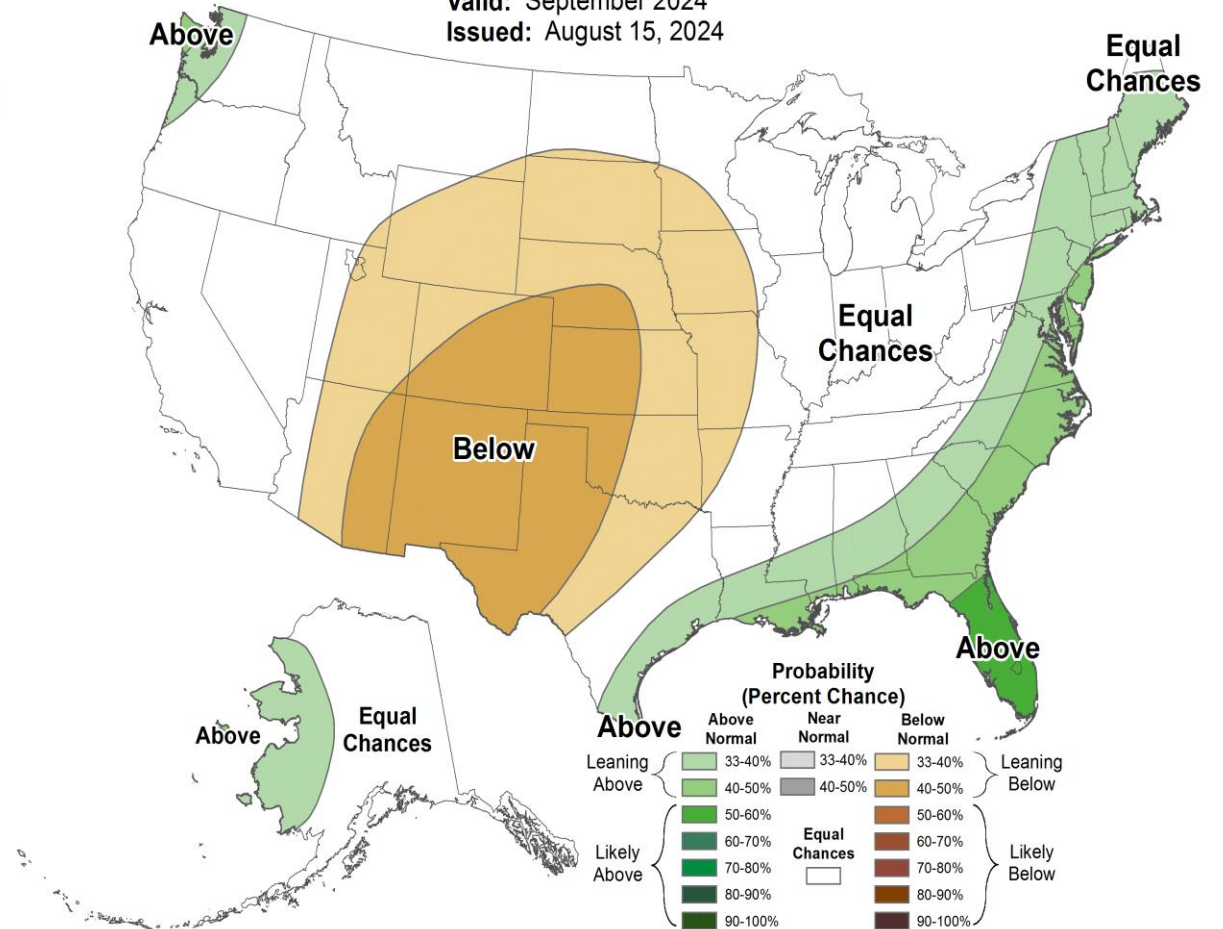 Valid: September 2024
Issued: August 15, 2024
Above
Equal
Chances
Equal
Chances
Below
Above
Above
Above
Equal
Chances
Probability
(Percent Chance)
Above
Normal
Near
Normal
Below
Normal
Leaning
Above
33-40%
33-40%
33-40%
Leaning
Below
40-50%
40-50%
40-50%
Likely
Above
50-60%
60-70%
70-80%
80-90%
90-100%
Equal
Chances
50-60%
60-70%
70-80%
80-90%
90-100%
Likely
Below